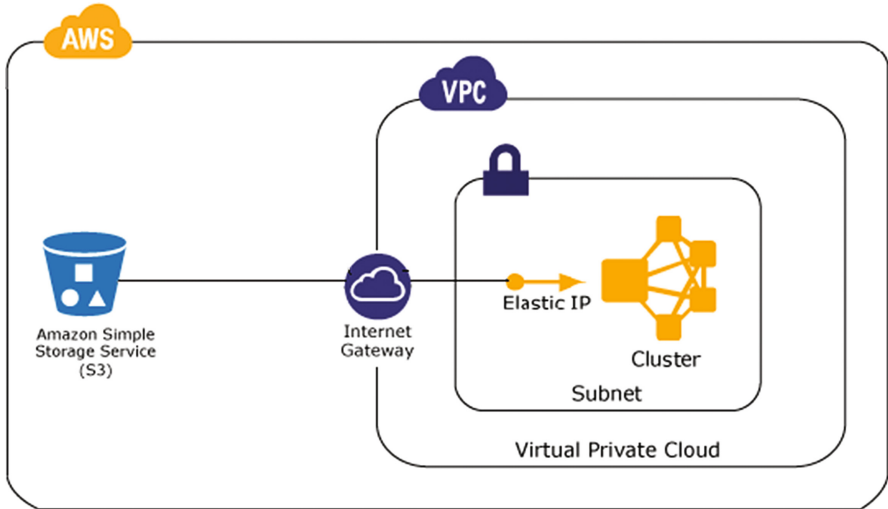 AWS
VPC
Elastic IP
Internet
Gateway
Amazon Simple
Storage Service
(S3)
Cluster
Subnet
Virtual Private Cloud